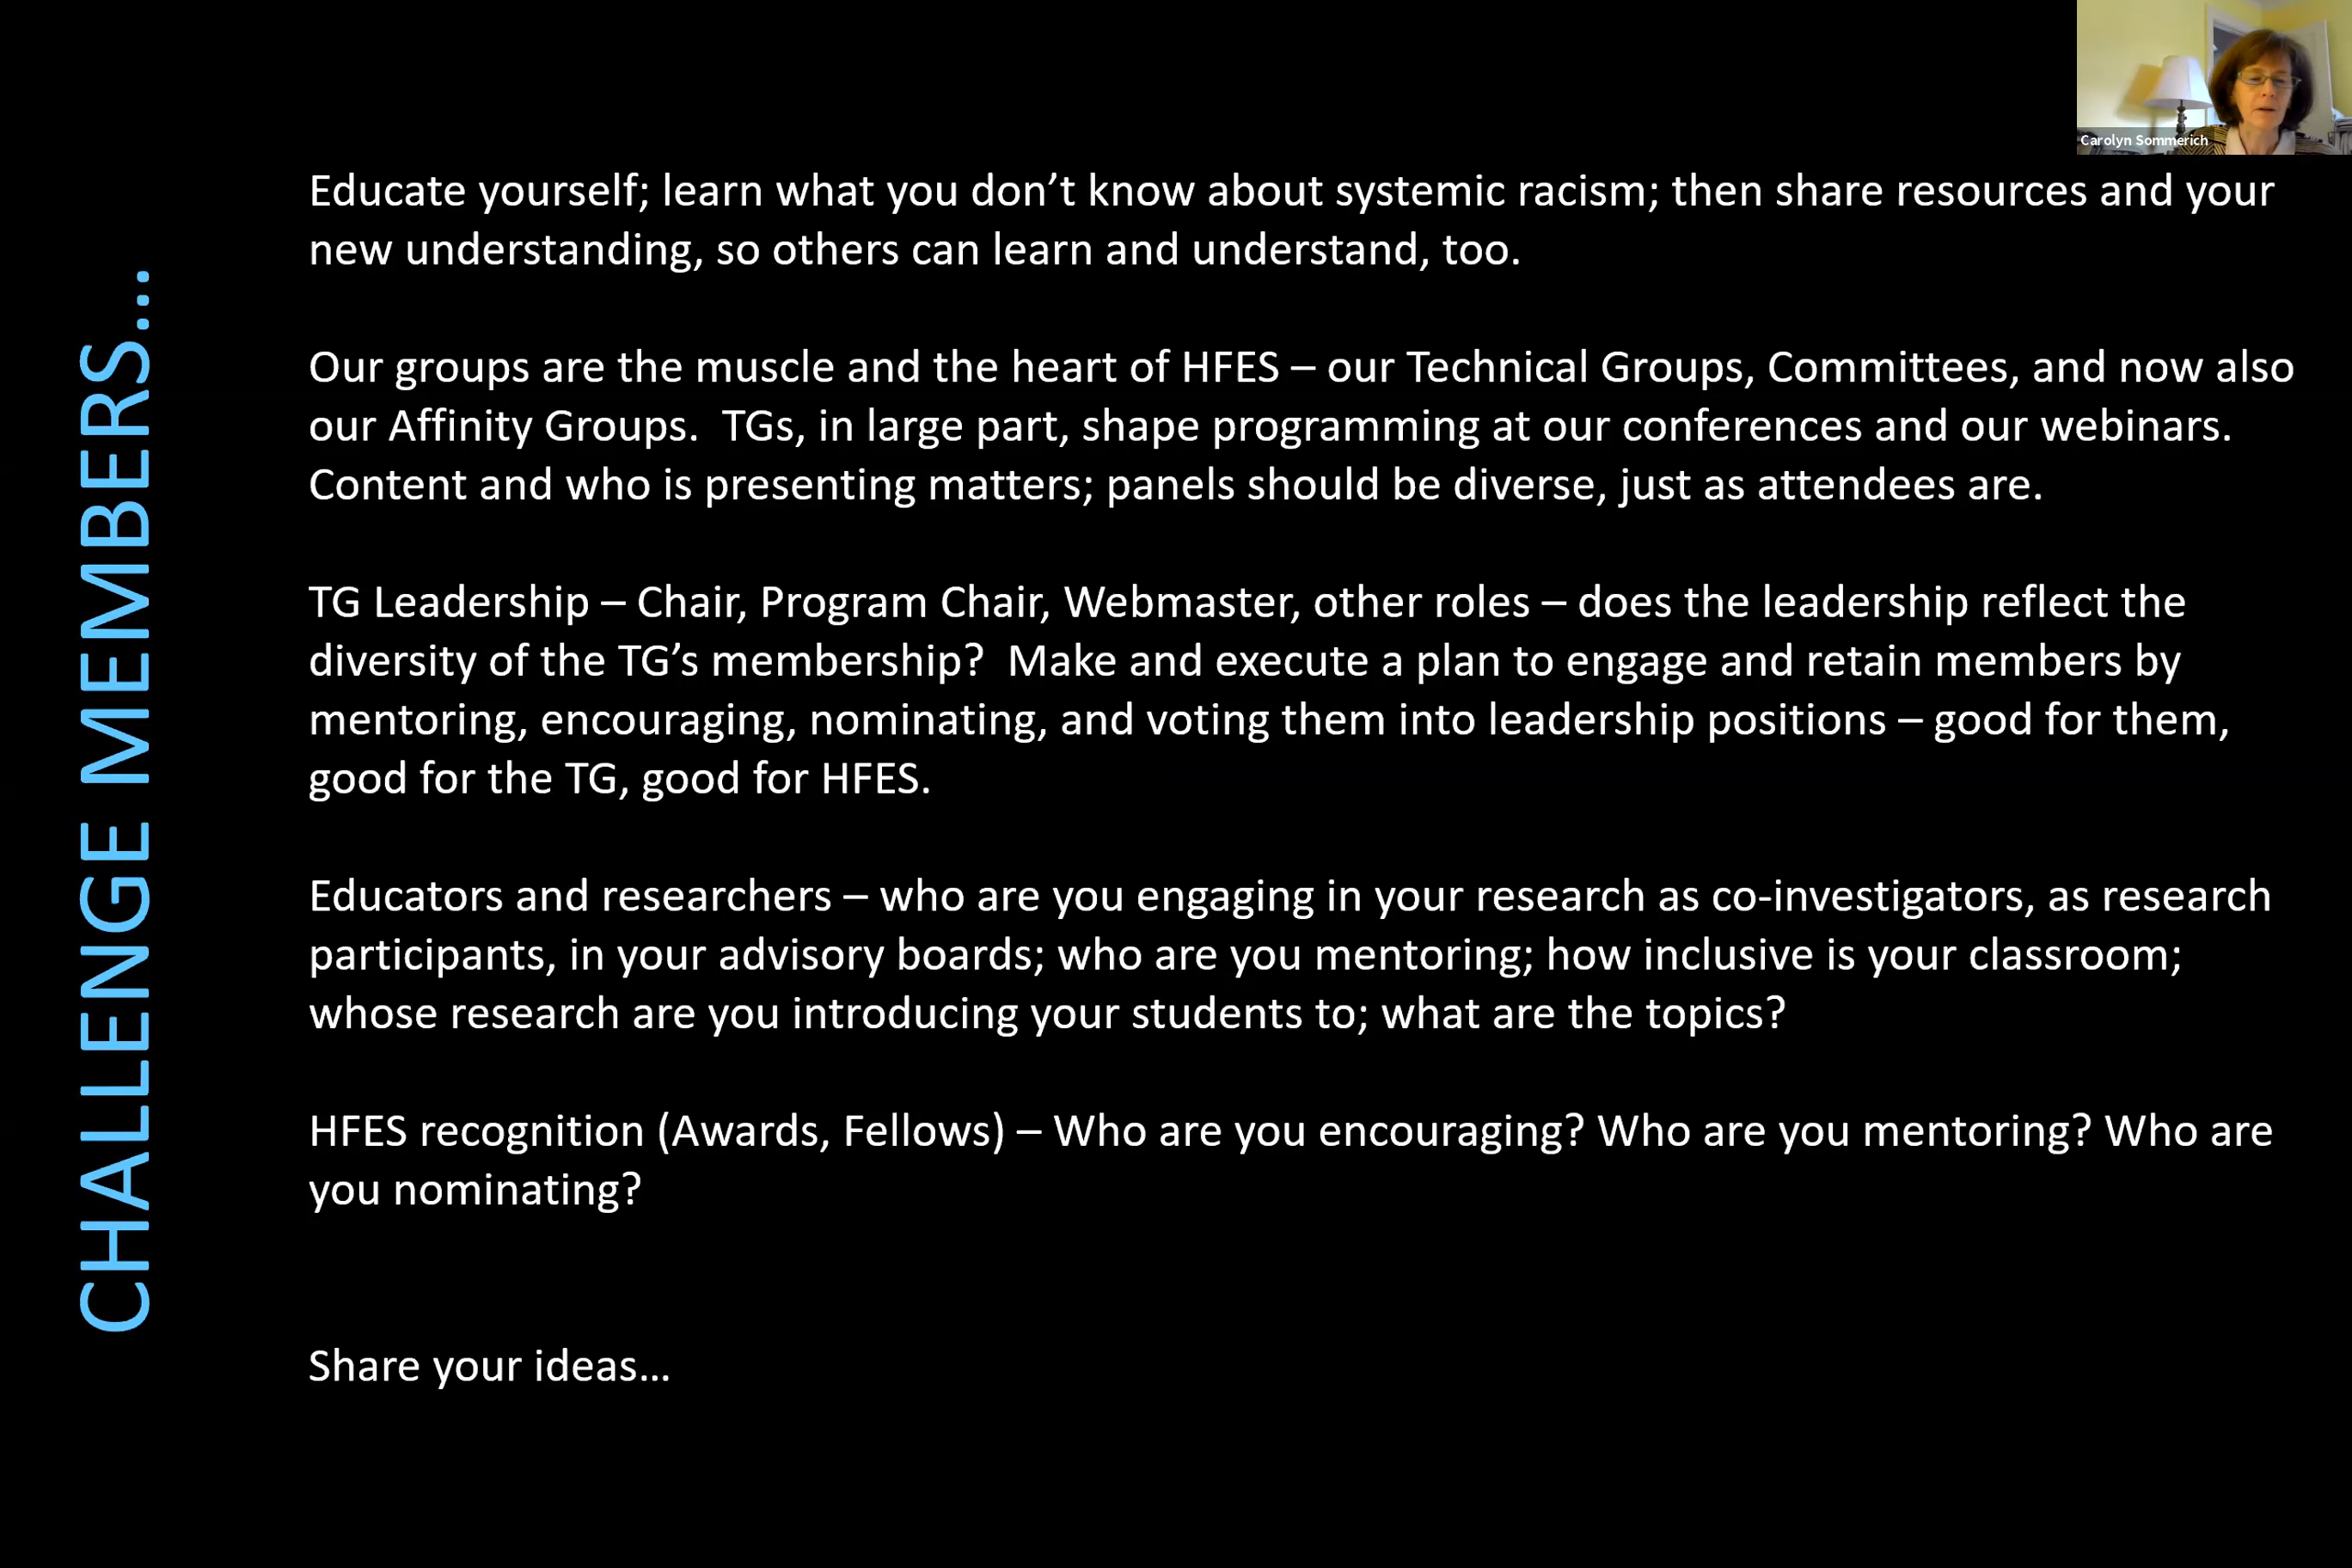 Carolyn Sommerich
CHALLENGE MEMBERS...
Educate yourself; learn what you don’t know about systemic racism; then share resources and your
new understanding, so others can learn and understand, too.
Our groups are the muscle and the heart of HFES – our Technical Groups, Committees, and now also
our Affinity Groups.  TGs, in large part, shape programming at our conferences and our webinars.
Content and who is presenting matters; panels should be diverse, just as attendees are.
TG Leadership – Chair, Program Chair, Webmaster, other roles – does the leadership reflect the
diversity of the TG’s membership?  Make and execute a plan to engage and retain members by
mentoring, encouraging, nominating, and voting them into leadership positions – good for them,
good for the TG, good for HFES.
Educators and researchers – who are you engaging in your research as co-investigators, as research
participants, in your advisory boards; who are you mentoring; how inclusive is your classroom;
whose research are you introducing your students to; what are the topics?
HFES recognition (Awards, Fellows) – Who are you encouraging? Who are you mentoring? Who are
you nominating?
Share your ideas...